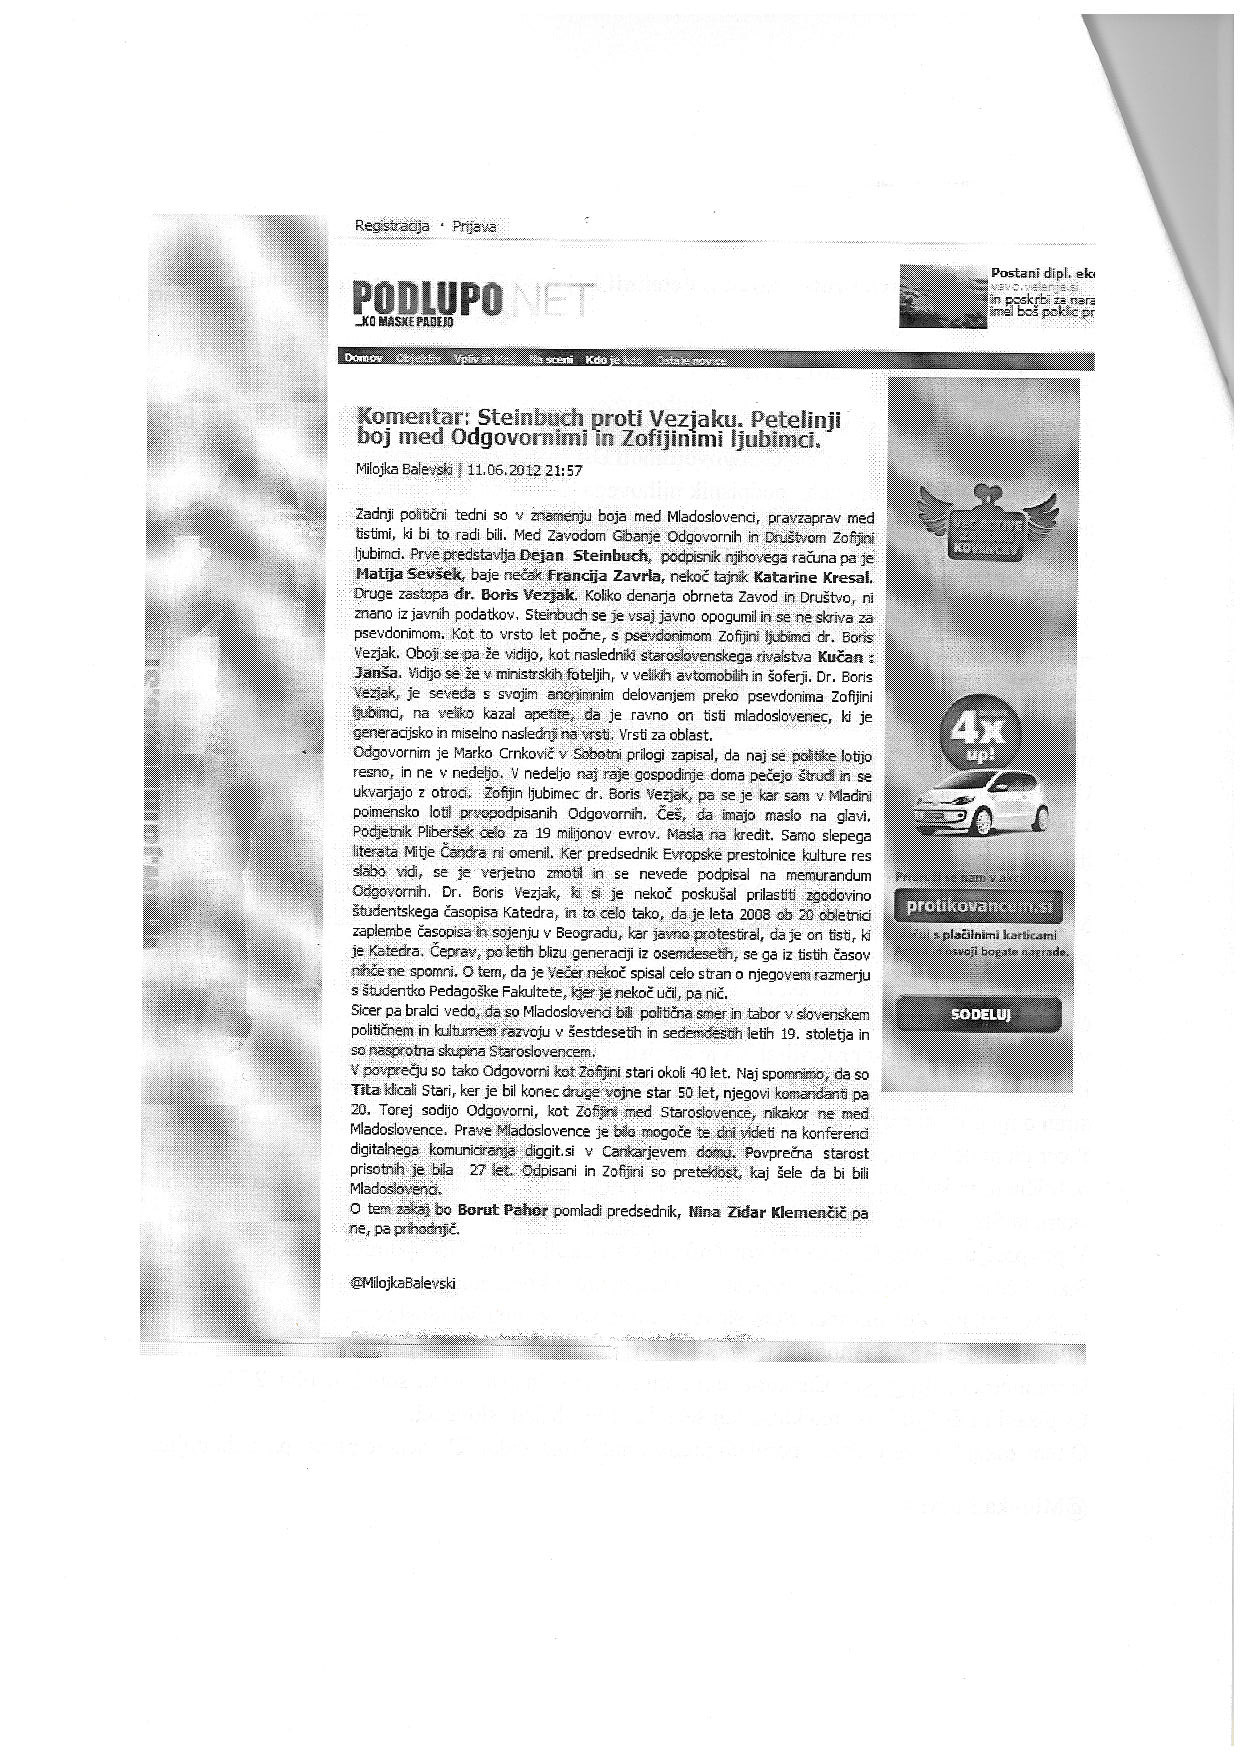 Registracija · Prijava
PODLUPO.NET
...KO MASKE PADEJO
Postani dipl. eko
vsvo.velenje.si
in poskrbi za nara
imel boš poklic pr
Domov Objektiv Vpliv in Na sceni Kdo je kdo Ostale novice
Komentar: Steinbuch proti Vezjaku. Petelinji
boj med Odgovornimi in Zofijinimi ljubimci.
Milojka Balevski | 11.06.2012 21:57
Zadnji politični tedni so v znamenju boja med Mladoslovenci, pravzaprav med
tistimi, ki bi to radi bili. Med Zavodom Gibanje Odgovornih in Društvom Zofijini
ljubimci. Prve predstavlja Dejan Steinbuch, podpisnik njihovega računa pa je
Matija Sevšek, baje nečak Francija Zavrla, nekoč tajnik Katarine Kresal.
Druge zastopa dr. Boris Vezjak. Koliko denarja obrneta Zavod in Društvo, ni
znano iz javnih podatkov. Steinbuch se je vsaj javno opogumil in se ne skriva za
psevdonimom. Kot to vrsto let počne, s psevdonimom Zofijini ljubimci dr. Boris
Vezjak. Oboji se pa že vidijo, kot nasledniki staroslovenskega rivalstva Kučan :
Janša. Vidijo se že v ministrskih foteljih, v velikih avtomobilih in šoferji. Dr. Boris
Vezjak, je seveda s svojim anonimnim delovanjem preko psevdonima Zofijini
ljubimci, na veliko kazal apetite, da je ravno on tisti mladoslovenec, ki je
generacijsko in miselno naslednji na vrsti. Vrsti za oblast.
Odgovornim je Marko Crnkovič v Sobotni prilogi zapisal, da naj se politike lotijo
resno, in ne v nedeljo. V nedeljo naj raje gospodinje doma pečejo štrudl in se
ukvarjajo z otroci. Zofijin ljubimec dr. Boris Vezjak, pa se je kar sam v Mladini
poimensko lotil prvopodpisanih Odgovornih. Češ, da imajo maslo na glavi.
Podjetnik Pliberšek celo za 19 milijonov evrov. Masla na kredit. Samo slepega
literata Mitje Čandra ni omenil. Ker predsednik Evropske prestolnice kulture res
slabo vidi, se je verjetno zmotil in se nevede podpisal na memorandum
Odgovornih. Dr. Boris Vezjak, ki si je nekoč poskušal prilastiti zgodovino
študentskega časopisa Katedra, in to celo tako, da je leta 2008 ob 20 obletnici
zaplembe časopisa in sojenju v Beogradu, kar javno protestiral, da je on tisti, ki
je Katedra. Čeprav, po letih blizu generaciji iz osemdesetih, se ga iz tistih časov
nihče ne spomni. O tem, da je Večer nekoč spisal celo stran o njegovem razmerju
s študentko Pedagoške Fakultete, kjer je nekoč učil, pa nič.
Sicer pa bralci vedo, da so Mladoslovenci bili politična smer in tabor v slovenskem
političnem in kulturnem razvoju v šestdesetih in sedemdestih letih 19. stoletja in
so nasprotna skupina Staroslovencem.
V povprečju so tako Odgovorni kot Zofijini stari okoli 40 let. Naj spomnimo, da so
Tita klicali Stari, ker je bil konec druge vojne star 50 let, njegovi komandanti pa
20. Torej sodijo Odgovorni, kot Zofijini med Staroslovence, nikakor ne med
Mladoslovence. Prave Mladoslovence je bilo mogoče te dni videti na konferenci
digitalnega komuniciranja diggit.si v Cankarjevem domu. Povprečna starost
prisotnih je bila 27 let. Odpisani in Zofijini so preteklost, kaj šele da bi bili
Mladoslovenci.
O tem zakaj bo Borut Pahor pomladi predsednik, Nina Zidar Klemenčič pa
ne, pa prihodnjič.
@MilojkaBalevski
4x
up!
s plačilnimi karticami
osvoji bogate nagrade.
SODELUJ